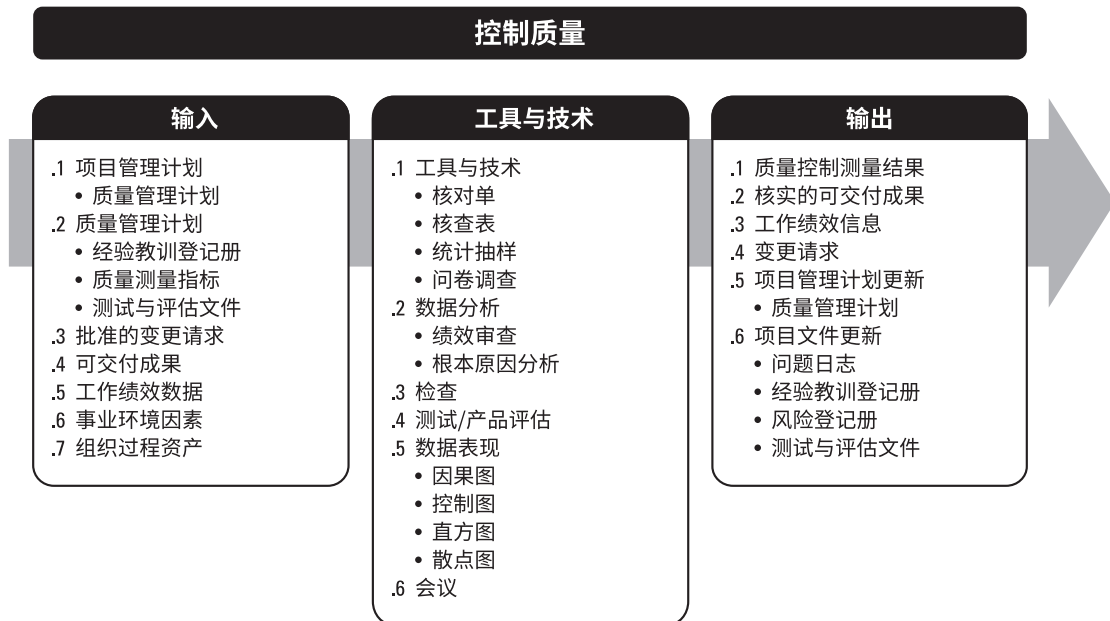 控制质量
输入
.1 项目管理计划
• 质量管理计划
.2 质量管理计划
• 经验教训登记册
• 质量测量指标
• 测试与评估文件
.3 批准的变更请求
.4 可交付成果
.5 工作绩效数据
.6 事业环境因素
.7 组织过程资产
工具与技术
.1 工具与技术
• 核对单
• 核查表
• 统计抽样
• 问卷调查
.2 数据分析
• 绩效审查
• 根本原因分析
.3 检查
.4 测试/产品评估
.5 数据表现
• 因果图
• 控制图
• 直方图
• 散点图
.6 会议
输出
.1 质量控制测量结果
.2 核实的可交付成果
.3 工作绩效信息
.4 变更请求
.5 项目管理计划更新
• 质量管理计划
.6 项目文件更新
• 问题日志
• 经验教训登记册
• 风险登记册
• 测试与评估文件